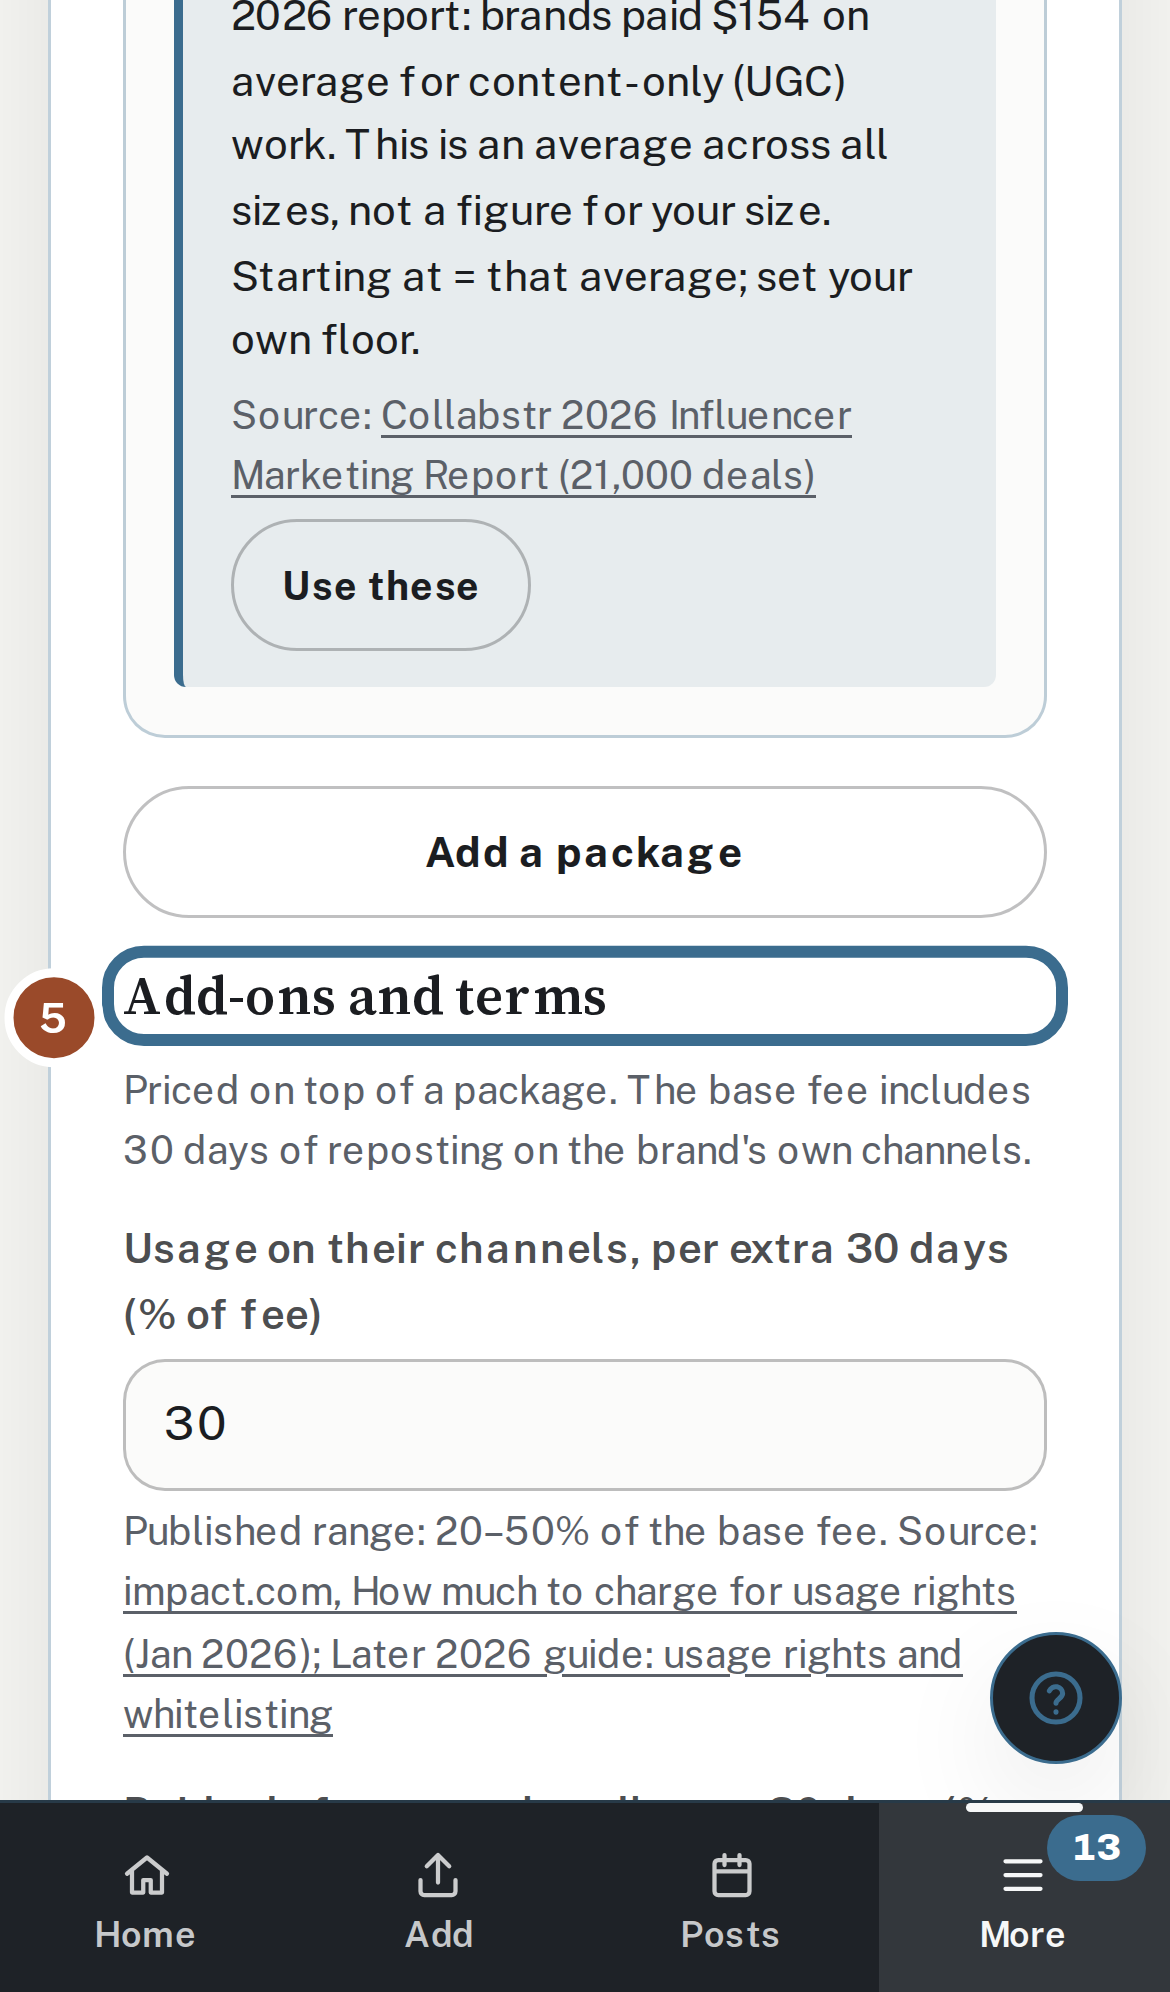 2026 report: brands paid $154 on
average for content-only (UGC)
work. This is an average across all
sizes, not a figure for your size.
Starting at = that average; set your
own floor.
Source: Collabstr 2026 Influencer
Marketing Report (21,000 deals)
Use these
Add a package
5
Add-ons and terms
Priced on top of a package. The base fee includes
30 days of reposting on the brand's own channels.
Usage on their channels, per extra 30 days
(% of fee)
30
Published range: 20–50% of the base fee. Source:
impact.com, How much to charge for usage rights
(Jan 2026); Later 2026 guide: usage rights and
whitelisting
13
Home
Add
Posts
More